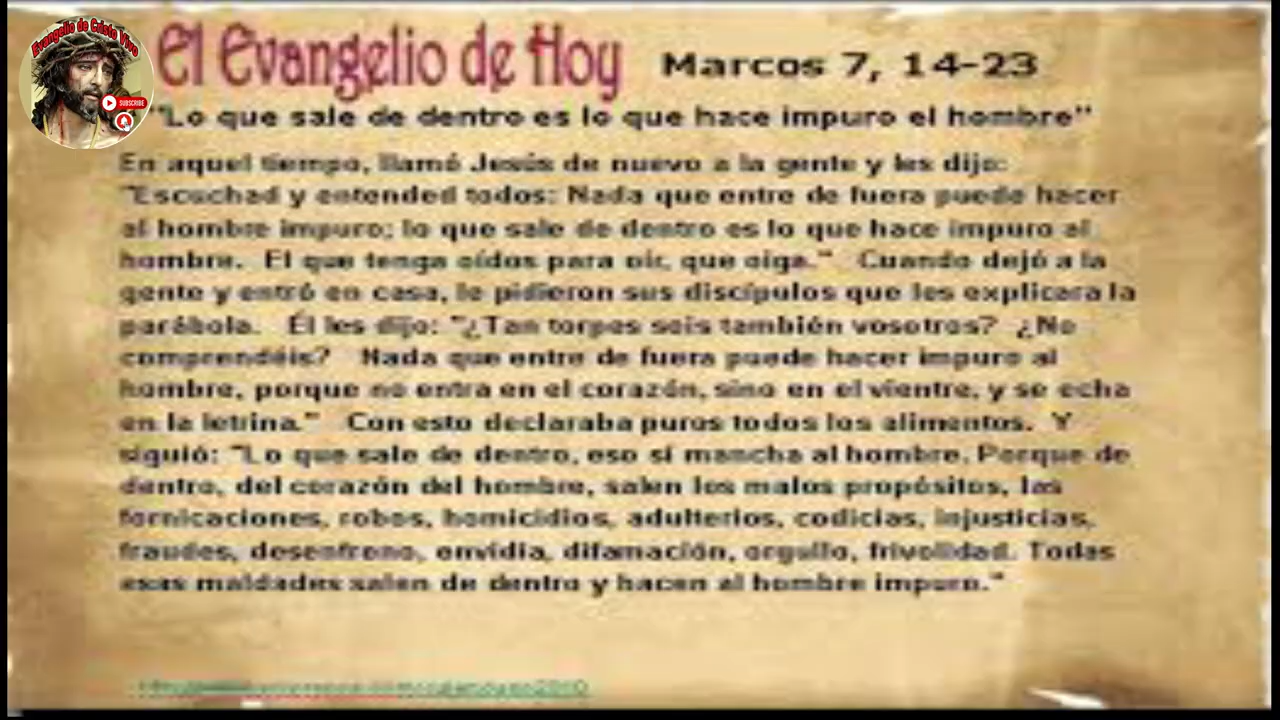 Evangelio de Cristo Vivo
SUBSCRIBE
El Evangelio de Hoy Marcos 7, 14-23
"Lo que sale de dentro es lo que hace impuro el hombre"
En aquel tiempo, llamó Jesús de nuevo a la gente y les dijo:
"Escuchad y entended todos: Nada que entre de fuera puede hacer
al hombre impuro; lo que sale de dentro es lo que hace impuro al
hombre. El que tenga oídos para oír, que oiga." Cuando dejó a la
gente y entró en casa, le pidieron sus discípulos que les explicara la
parábola. Él les dijo: "¿Tan torpes sois también vosotros? ¿No
comprendéis? Nada que entre de fuera puede hacer impuro al
hombre, porque no entra en el corazón, sino en el vientre, y se echa
en la letrina." Con esto declaraba puros todos los alimentos. Y
siguió: "Lo que sale de dentro, eso sí mancha al hombre. Porque de
dentro, del corazón del hombre, salen los malos propósitos, las
fornicaciones, robos, homicidios, adulterios, codicias, injusticias,
fraudes, desenfreno, envidia, difamación, orgullo, frivolidad. Todas
esas maldades salen de dentro y hacen al hombre impuro."